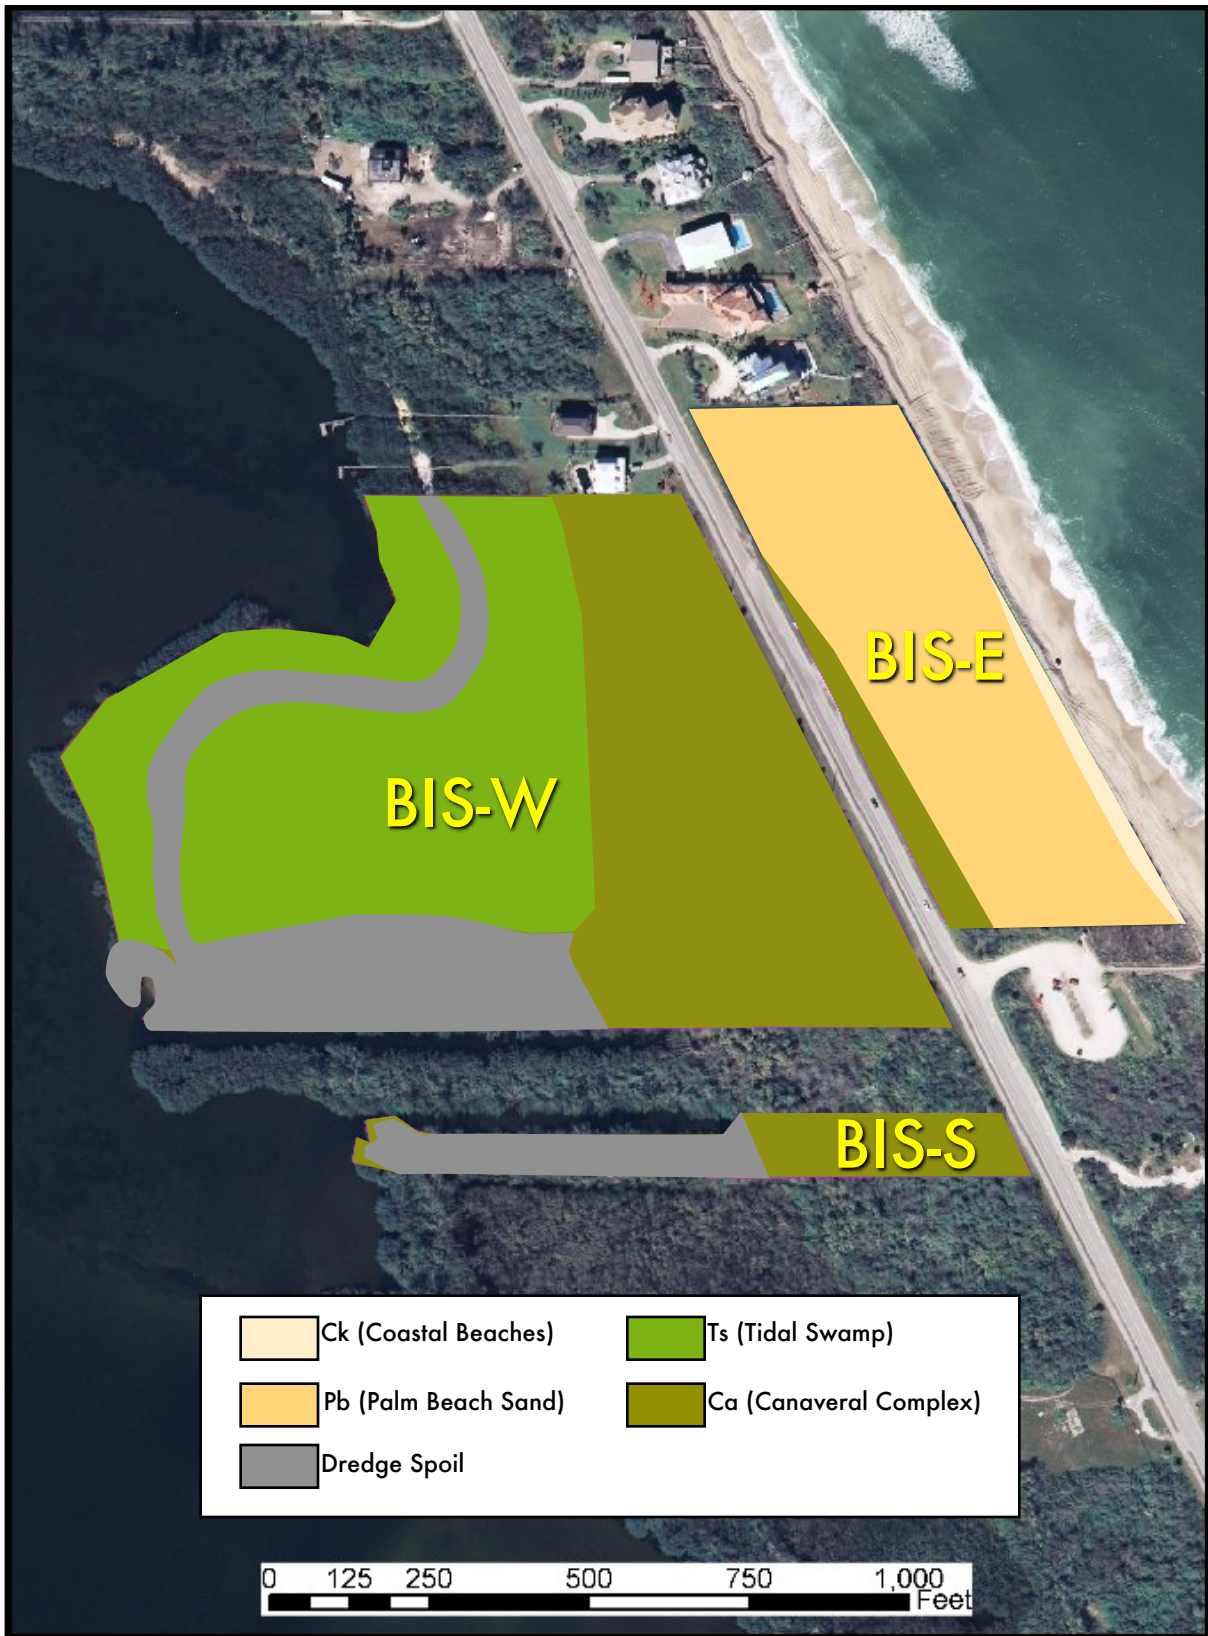 BIS-E
BIS-W
BIS-S
Ck (Coastal Beaches)
Ts (Tidal Swamp)
Pb (Palm Beach Sand)
Ca (Canaveral Complex)
Dredge Spoil
0 125 250 500 750 1,000
Feet